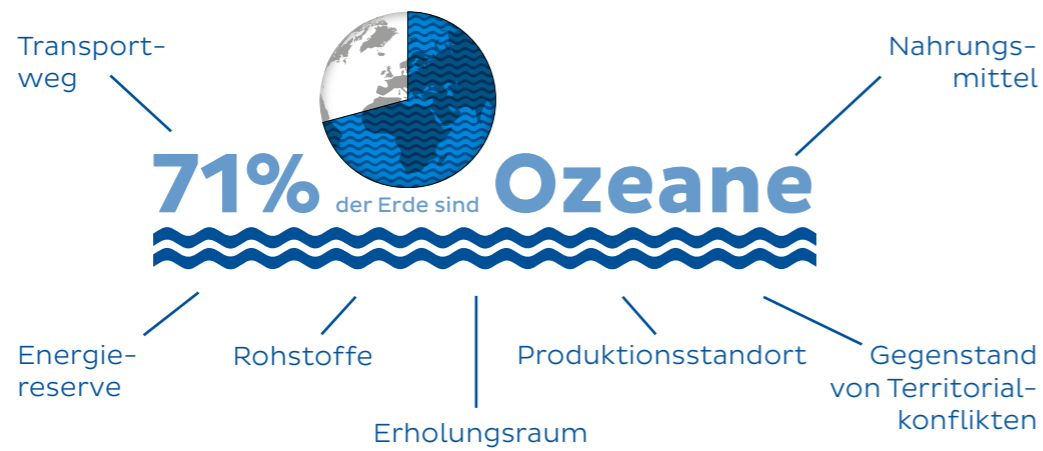 Transport-
weg
Nahrungs-
mittel
71% der Erde sind Ozeane
Energie-
reserve
Rohstoffe
Erholungsraum
Produktionsstandort
Gegenstand
von Territorial-
konflikten